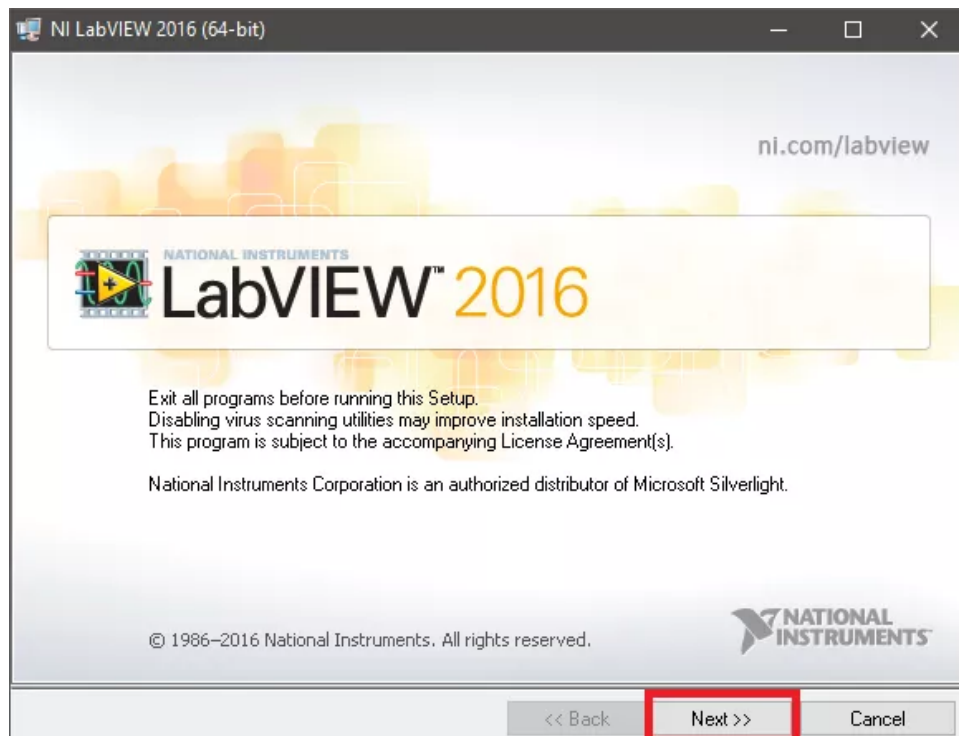 NI LabVIEW 2016 (64-bit)
ni.com/labview
NATIONAL INSTRUMENTS
LabVIEW™ 2016
Exit all programs before running this Setup.
Disabling virus scanning utilities may improve installation speed.
This program is subject to the accompanying License Agreement(s).
National Instruments Corporation is an authorized distributor of Microsoft Silverlight.
© 1986–2016 National Instruments. All rights reserved.
NATIONAL
INSTRUMENTS™
<< Back Next >> Cancel